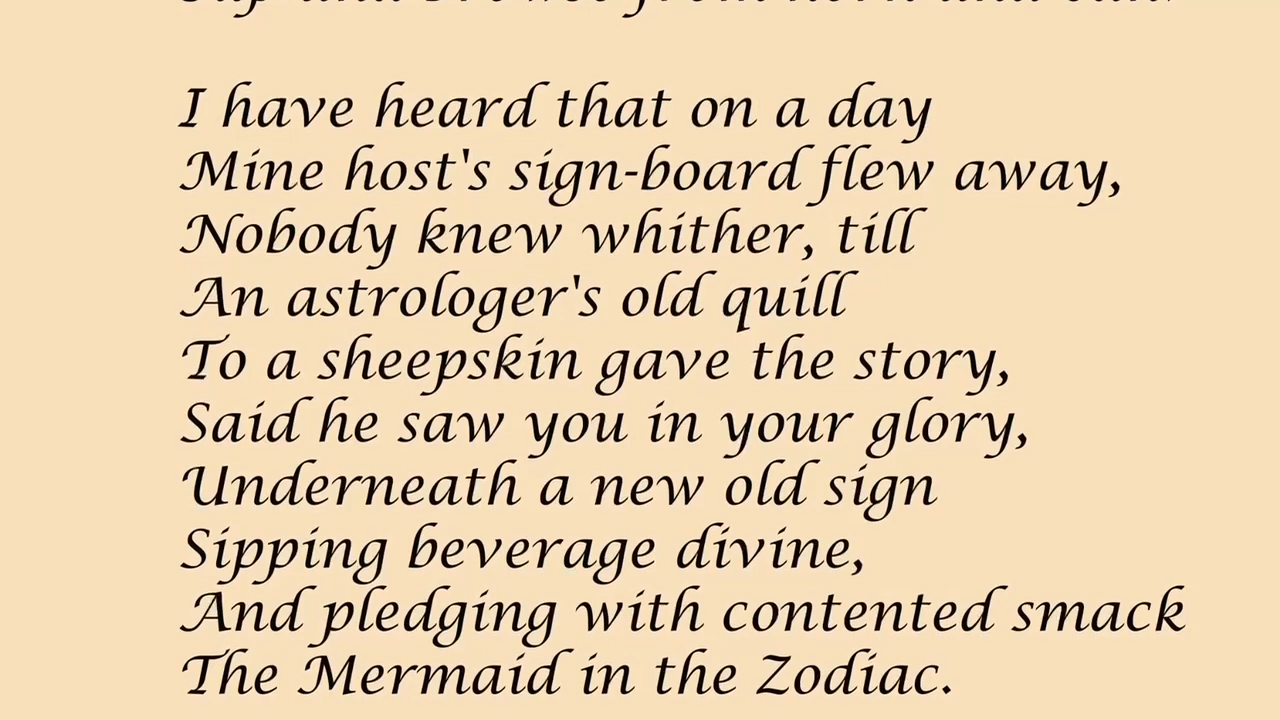 I have heard that on a day
Mine host's sign-board flew away,
Nobody knew whither, till
An astrologer's old quill
To a sheepskin gave the story,
Said he saw you in your glory,
Underneath a new old sign
Sipping beverage divine,
And pledging with contented smack
The Mermaid in the Zodiac.